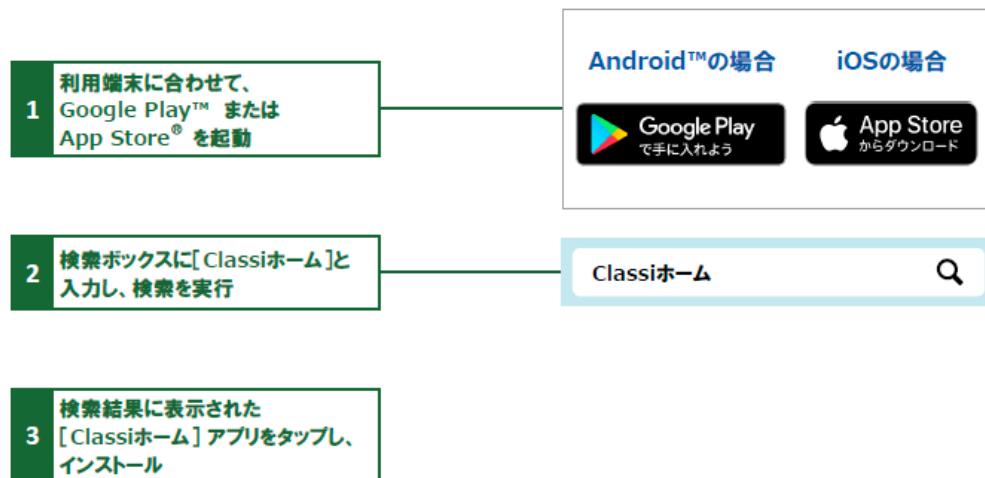 1
利用端末に合わせて、
Google Play™ または
App Store® を起動
Android™の場合
iOSの場合
Google Play
で手に入れよう
App Store
からダウンロード
2
検索ボックスに[Classiホーム]と
入力し、検索を実行
Classiホーム
3
検索結果に表示された
[Classiホーム] アプリをタップし、
インストール